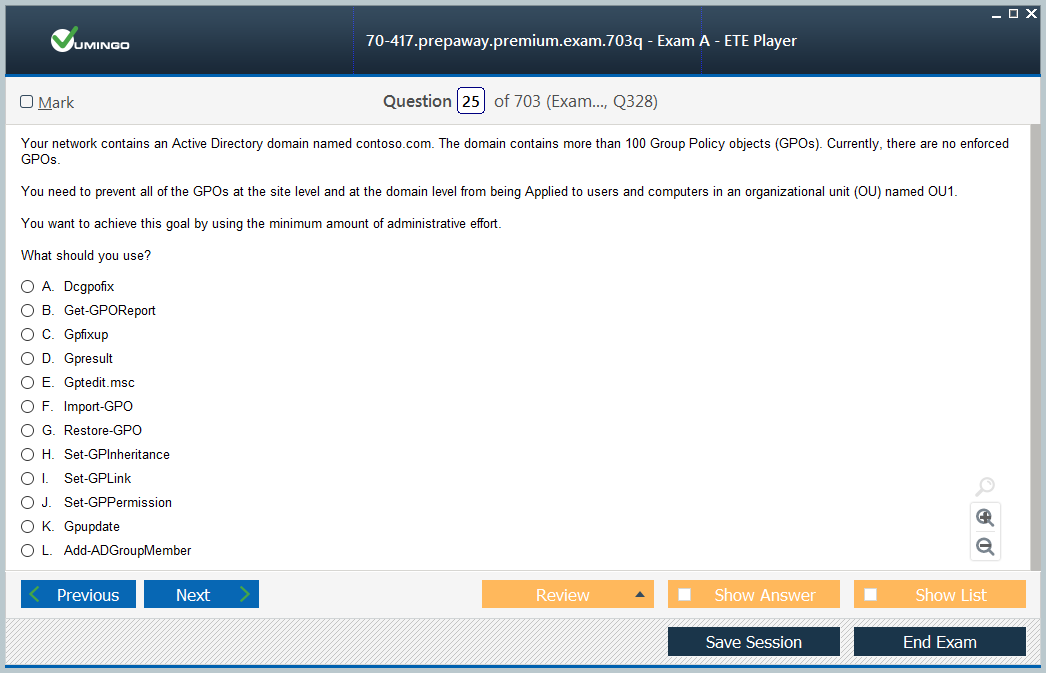 VUMINGO
70-417.prepaway.premium.exam.703q - Exam A - ETE Player
Mark
Question 25 of 703 (Exam..., Q328)
Your network contains an Active Directory domain named contoso.com. The domain contains more than 100 Group Policy objects (GPOs). Currently, there are no enforced
GPOs.
You need to prevent all of the GPOs at the site level and at the domain level from being Applied to users and computers in an organizational unit (OU) named OU1.
You want to achieve this goal by using the minimum amount of administrative effort.
What should you use?
A. Dcgpofix
B. Get-GPOReport
C. Gpfixup
D. Gpresult
E. Gptedit.msc
F. Import-GPO
G. Restore-GPO
H. Set-GPInheritance
I. Set-GPLink
J. Set-GPPermission
K. Gpupdate
L. Add-ADGroupMember
Previous Next Review Show Answer Show List
Save Session End Exam